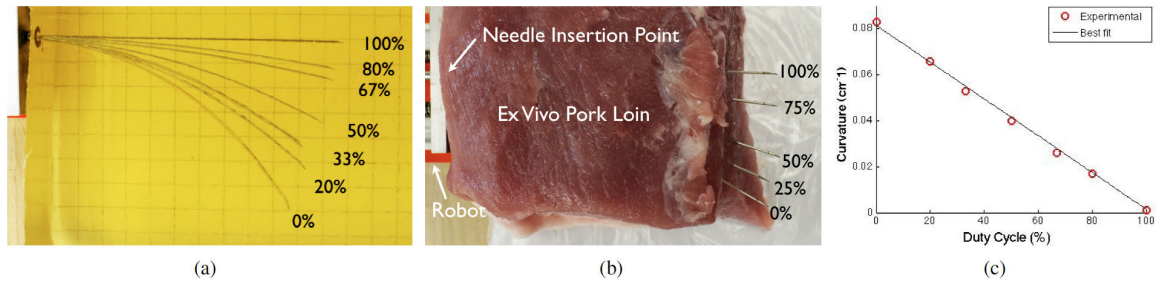 100%
80%
67%
50%
33%
20%
0%
(a)
Needle Insertion Point
Ex Vivo Pork Loin
Robot
100%
75%
50%
25%
0%
(b)
Experimental
Best fit
0.08
0.06
0.04
0.02
0
Curvature (cm⁻¹)
0 20 40 60 80 100
Duty Cycle (%)
(c)